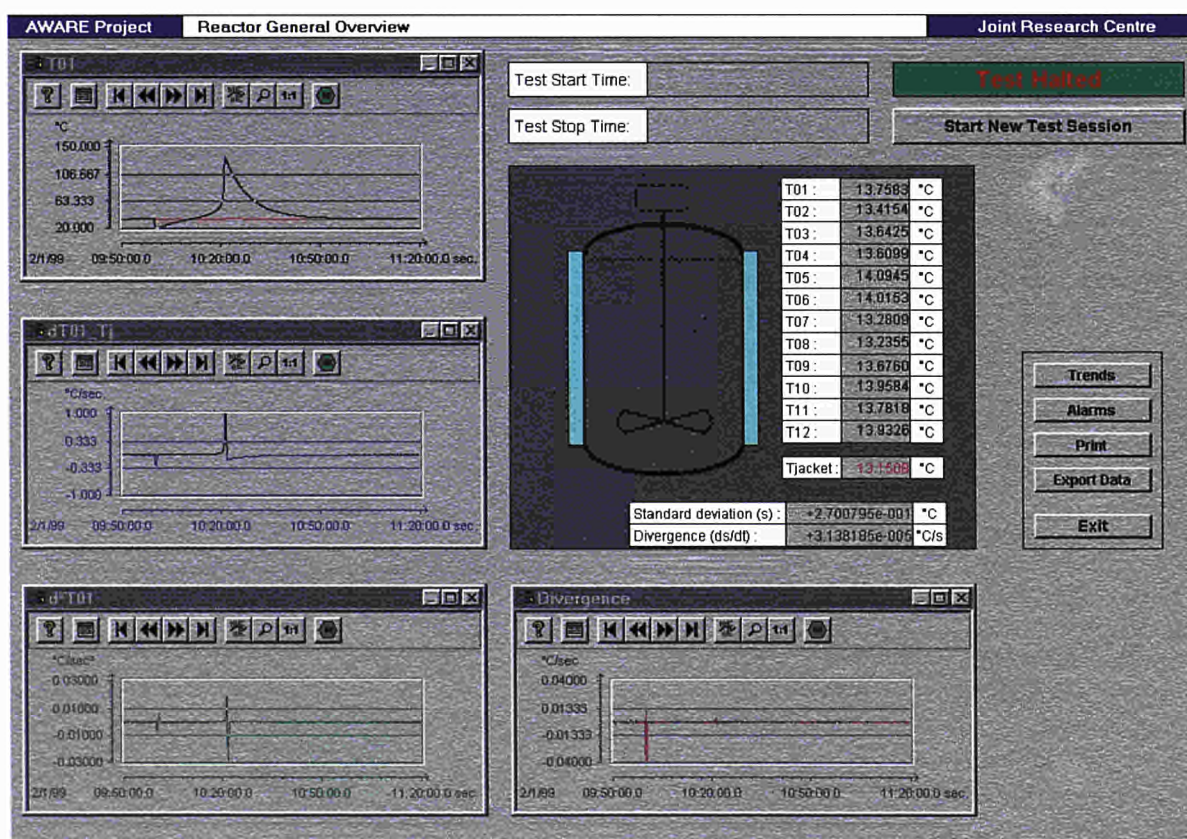 AWARE Project
Reactor General Overview
Joint Research Centre
T01
°C
150.000
106.667
63.333
20.000
2/1/99 09:50:00.0 10:20:00.0 10:50:00.0 11:20:00.0 sec.
Test Start Time:
Test Stop Time:
Test Halted
Start New Test Session
dT01_Tj
°C/sec
1.000
0.333
-0.333
-1.000
2/1/99 09:50:00.0 10:20:00.0 10:50:00.0 11:20:00.0 sec.
T01 : 13.7583 °C
T02 : 13.4154 °C
T03 : 13.6425 °C
T04 : 13.6099 °C
T05 : 14.0945 °C
T06 : 14.0153 °C
T07 : 13.2809 °C
T08 : 13.2355 °C
T09 : 13.6760 °C
T10 : 13.9584 °C
T11 : 13.7818 °C
T12 : 13.9326 °C
Tjacket : 13.1508 °C
Standard deviation (s) : +2.700795e-001 °C
Divergence (ds/dt) : +3.138185e-005 °C/s
Trends
Alarms
Print
Export Data
Exit
d²T01
°C/sec²
0.03000
0.01000
-0.01000
-0.03000
2/1/99 09:50:00.0 10:20:00.0 10:50:00.0 11:20:00.0 sec.
Divergence
°C/sec
0.04000
0.01333
-0.01333
-0.04000
2/1/99 09:50:00.0 10:20:00.0 10:50:00.0 11:20:00.0 sec.